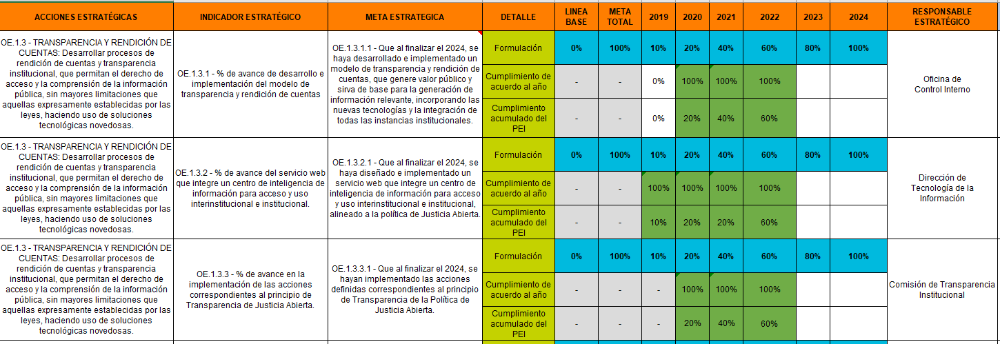 ACCIONES ESTRATÉGICAS
INDICADOR ESTRATÉGICO
META ESTRATEGICA
DETALLE
LINEA
BASE
META
TOTAL
2019
2020
2021
2022
2023
2024
RESPONSABLE
ESTRATÉGICO
OE.1.3 - TRANSPARENCIA Y RENDICIÓN DE
CUENTAS: Desarrollar procesos de
rendición de cuentas y transparencia
institucional, que permitan el derecho de
acceso y la comprensión de la información
pública, sin mayores limitaciones que
aquellas expresamente establecidas por las
leyes, haciendo uso de soluciones
tecnológicas novedosas.
OE.1.3.1 - % de avance de desarrollo e
implementación del modelo de
transparencia y rendición de cuentas
OE.1.3.1.1 - Que al finalizar el 2024, se
haya desarrollado e implementado un
modelo de transparencia y rendición de
cuentas, que genere valor público y
sirva de base para la generación de
información relevante, incorporando las
nuevas tecnologías y la integración de
todas las instancias institucionales.
Formulación
0% 100% 10% 20% 40% 60% 80% 100%
Cumplimiento de
acuerdo al año
- - 0% 100% 100% 100%
Cumplimiento
acumulado del
PEI
- - 0% 20% 40% 60%
Oficina de
Control Interno
OE.1.3 - TRANSPARENCIA Y RENDICIÓN DE
CUENTAS: Desarrollar procesos de
rendición de cuentas y transparencia
institucional, que permitan el derecho de
acceso y la comprensión de la información
pública, sin mayores limitaciones que
aquellas expresamente establecidas por las
leyes, haciendo uso de soluciones
tecnológicas novedosas.
OE.1.3.2 - % de avance del servicio web
que integre un centro de inteligencia de
información para acceso y uso
interinstitucional e institucional.
OE.1.3.2.1 - Que al finalizar el 2024, se
haya diseñado e implementado un
servicio web que integre un centro de
inteligencia de información para acceso
y uso interinstitucional e institucional,
alineado a la política de Justicia Abierta.
Formulación
0% 100% 10% 20% 40% 60% 80% 100%
Cumplimiento de
acuerdo al año
- - 100% 100% 100% 100%
Cumplimiento
acumulado del
PEI
- - 10% 20% 20% 60%
Dirección de
Tecnología de la
Información
OE.1.3 - TRANSPARENCIA Y RENDICIÓN DE
CUENTAS: Desarrollar procesos de
rendición de cuentas y transparencia
institucional, que permitan el derecho de
acceso y la comprensión de la información
pública, sin mayores limitaciones que
aquellas expresamente establecidas por las
leyes, haciendo uso de soluciones
tecnológicas novedosas.
OE.1.3.3 - % de avance en la
implementación de las acciones
correspondientes al principio de
Transparencia de Justicia Abierta.
OE.1.3.3.1 - Que al finalizar el 2024, se
hayan implementado las acciones
definidas correspondientes al principio
de Transparencia de la Política de
Justicia Abierta.
Formulación
0% 100% 10% 20% 40% 60% 80% 100%
Cumplimiento de
acuerdo al año
- - - 100% 100% 100%
Cumplimiento
acumulado del
PEI
- - - 20% 40% 60%
Comisión de Transparencia
Institucional